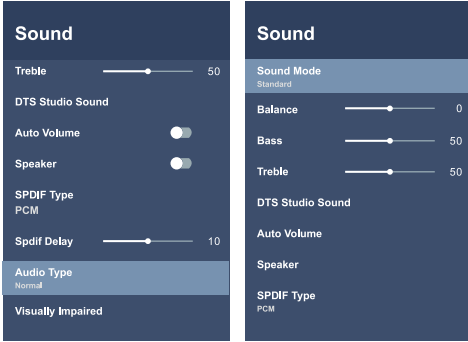 Sound
Treble 50
DTS Studio Sound
Auto Volume
Speaker
SPDIF Type
PCM
Spdif Delay 10
Audio Type
Normal
Visually Impaired
Sound
Sound Mode
Standard
Balance 0
Bass 50
Treble 50
DTS Studio Sound
Auto Volume
Speaker
SPDIF Type
PCM